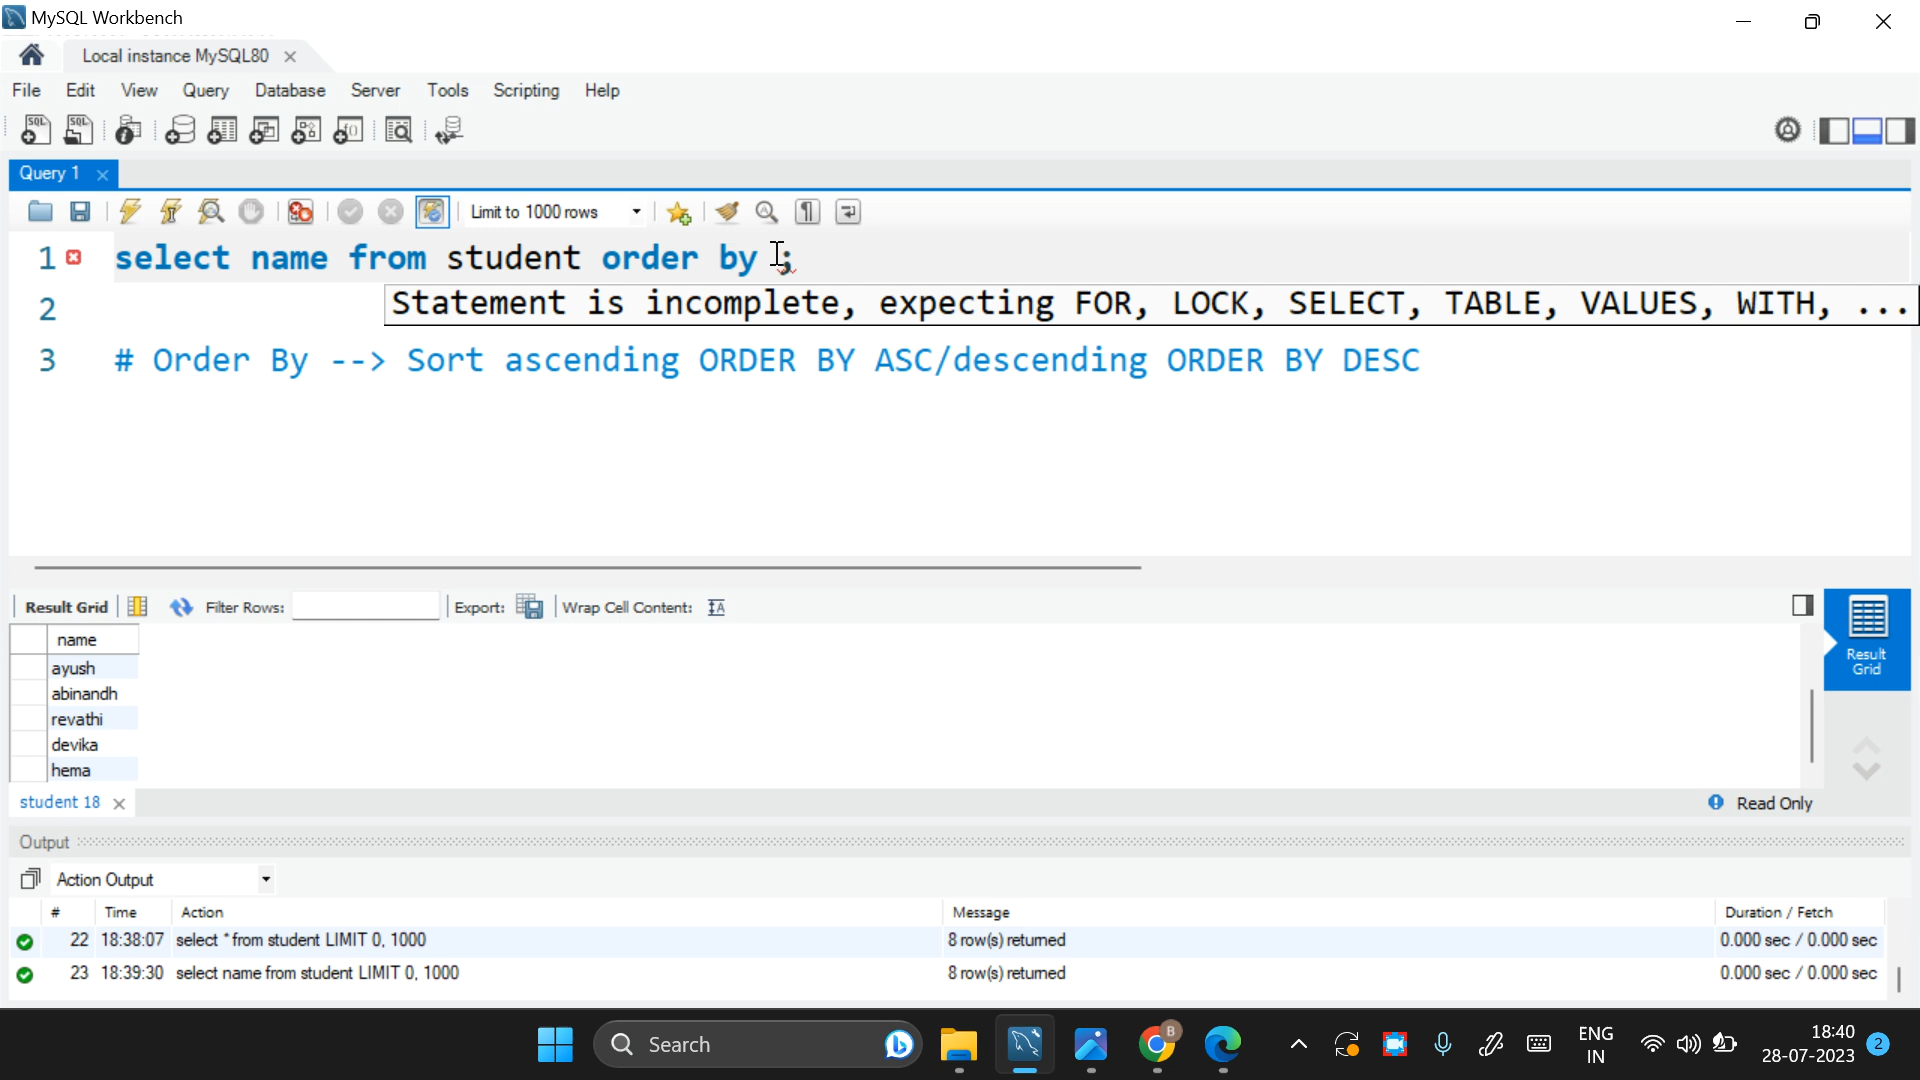 MySQL Workbench
Local instance MySQL80
File Edit View Query Database Server Tools Scripting Help
Query 1
Limit to 1000 rows
1 select name from student order by ;
2 Statement is incomplete, expecting FOR, LOCK, SELECT, TABLE, VALUES, WITH, ...
3 # Order By --> Sort ascending ORDER BY ASC/descending ORDER BY DESC
Result Grid Filter Rows: Export: Wrap Cell Content:
name
ayush
abinandh
revathi
devika
hema
Result
Grid
student 18 Read Only
Output
Action Output
# Time Action Message Duration / Fetch
22 18:38:07 select * from student LIMIT 0, 1000 8 row(s) returned 0.000 sec / 0.000 sec
23 18:39:30 select name from student LIMIT 0, 1000 8 row(s) returned 0.000 sec / 0.000 sec
Search B ENG IN 18:40 28-07-2023 2